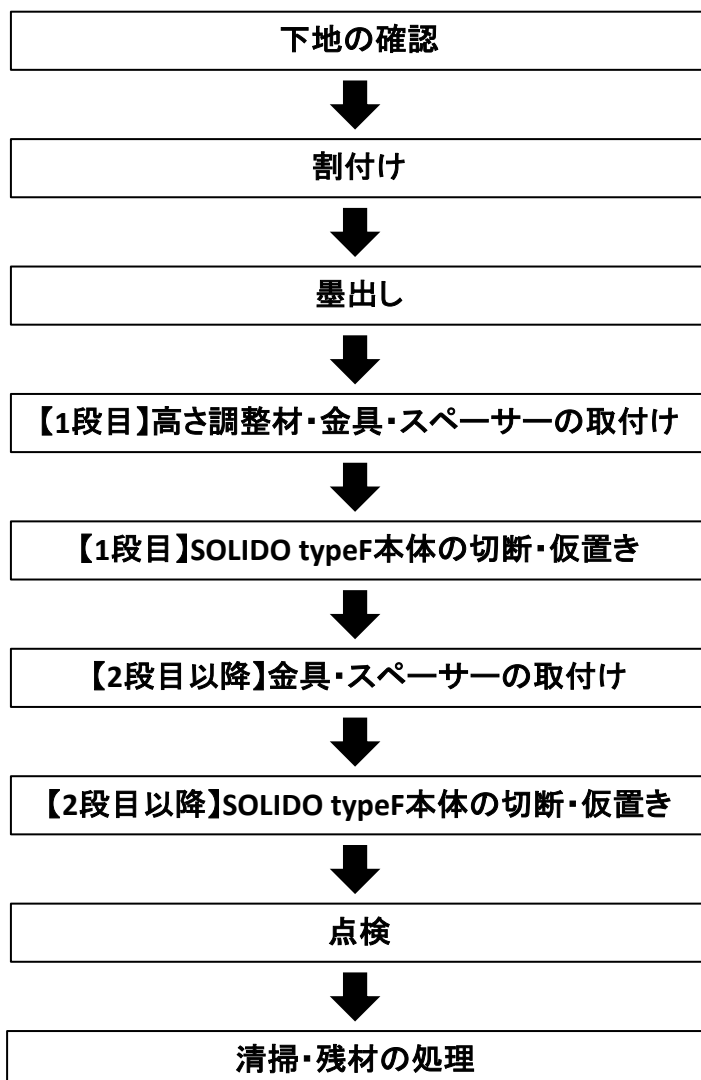 下地の確認
割付け
墨出し
【1段目】高さ調整材・金具・スペーサーの取付け
【1段目】SOLIDO typeF本体の切断・仮置き
【2段目以降】金具・スペーサーの取付け
【2段目以降】SOLIDO typeF本体の切断・仮置き
点検
清掃・残材の処理